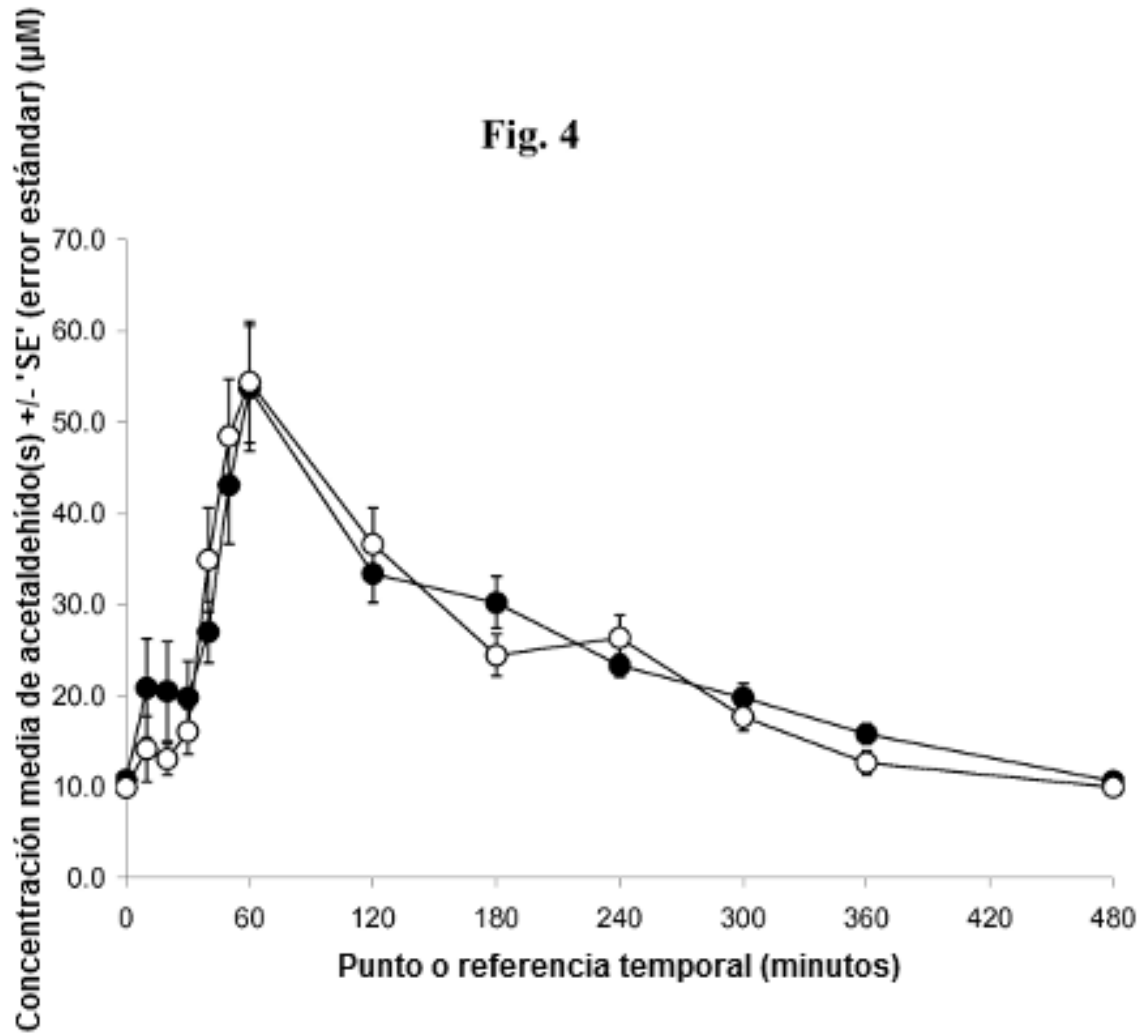 Fig. 4
Concentración media de acetaldehído(s) +/- 'SE' (error estándar) (µM)
70.0
60.0
50.0
40.0
30.0
20.0
10.0
0.0
0 60 120 180 240 300 360 420 480
Punto o referencia temporal (minutos)